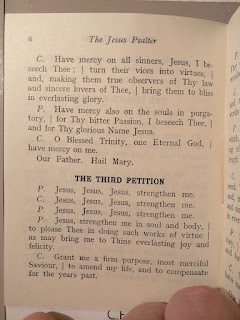 6 The Jesus Psalter
C. Have mercy on all sinners, Jesus, I be-
seech Thee; | turn their vices into virtues, |
and, making them true observers of Thy law
and sincere lovers of Thee, | bring them to bliss
in everlasting glory.
P. Have mercy also on the souls in purga-
tory, | for Thy bitter Passion, I beseech Thee, |
and for Thy glorious Name Jesus.
C. O Blessed Trinity, one Eternal God, |
have mercy on me.
Our Father. Hail Mary.
THE THIRD PETITION
P. Jesus, Jesus, Jesus, strengthen me.
C. Jesus, Jesus, Jesus, strengthen me.
P. Jesus, Jesus, Jesus, strengthen me.
P. Jesus, strengthen me in soul and body, |
to please Thee in doing such works of virtue |
as may bring me to Thine everlasting joy and
felicity.
C. Grant me a firm purpose, most merciful
Saviour, | to amend my life, and to compensate
for the years past.